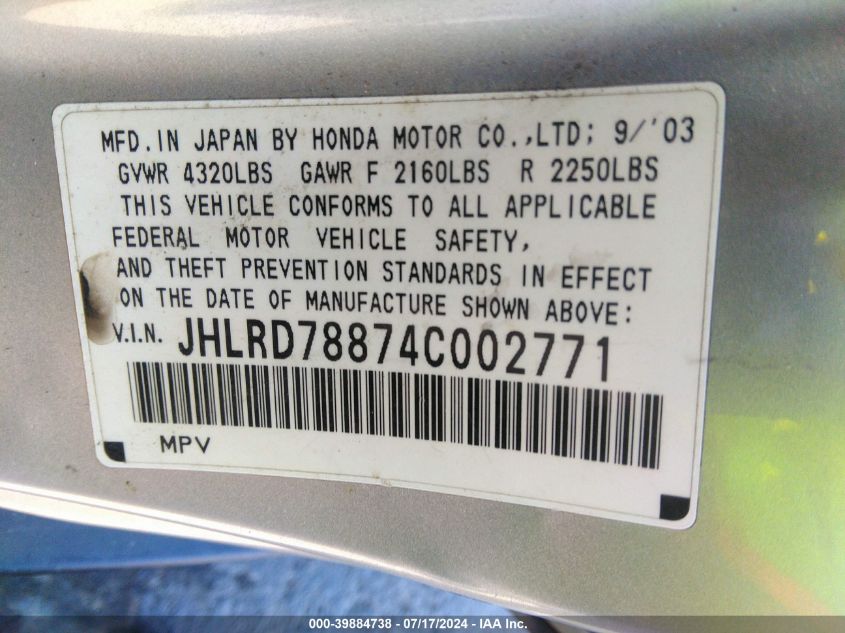 MFD. IN JAPAN BY HONDA MOTOR CO.,LTD; 9/'03
GVWR 4320LBS GAWR F 2160LBS R 2250LBS
THIS VEHICLE CONFORMS TO ALL APPLICABLE
FEDERAL MOTOR VEHICLE SAFETY,
AND THEFT PREVENTION STANDARDS IN EFFECT
ON THE DATE OF MANUFACTURE SHOWN ABOVE:
V.I.N. JHLRD78874C002771
MPV
000-39884738 - 07/17/2024 - IAA Inc.